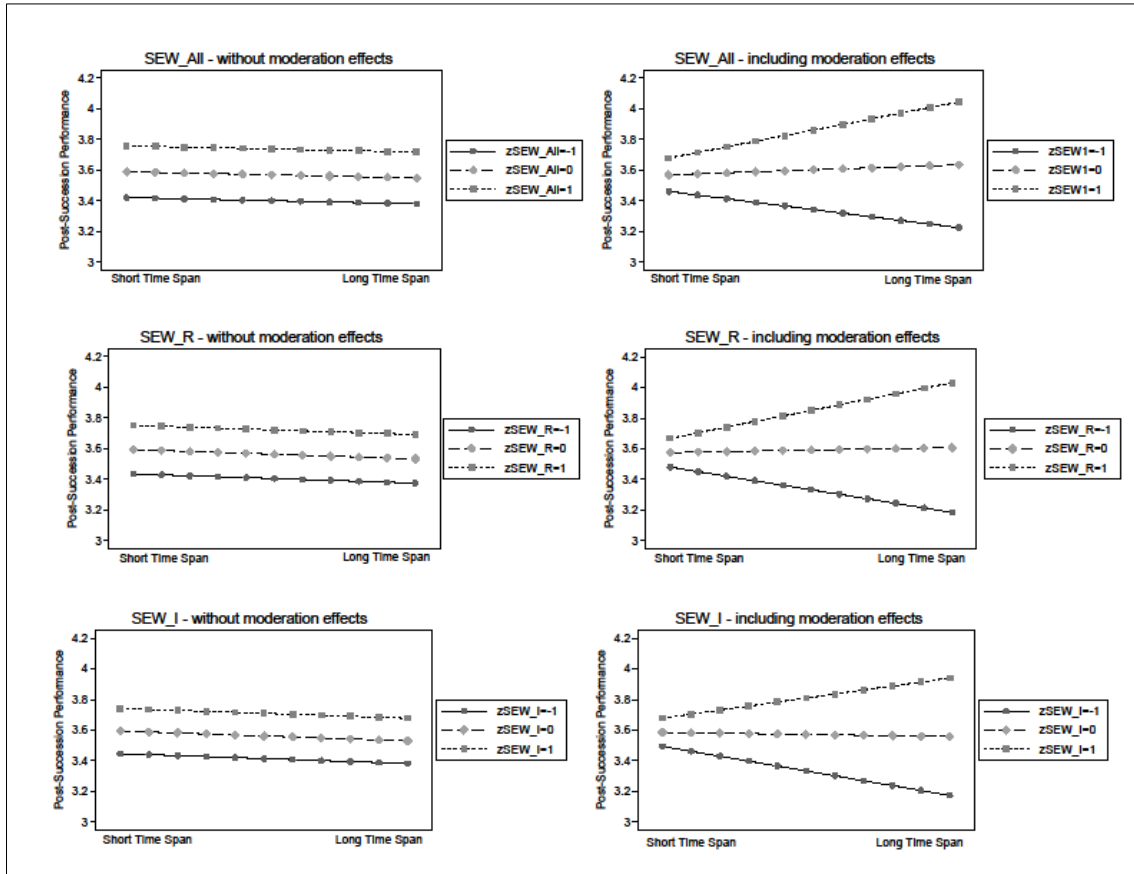 SEW_All - without moderation effects
4.2
4
3.8
3.6
3.4
3.2
3
Post-Succession Performance
Short Time Span
Long Time Span
zSEW_All=-1
zSEW_All=0
zSEW_All=1
SEW_All - including moderation effects
4.2
4
3.8
3.6
3.4
3.2
3
Post-Succession Performance
Short Time Span
Long Time Span
zSEW1=-1
zSEW1=0
zSEW1=1
SEW_R - without moderation effects
4.2
4
3.8
3.6
3.4
3.2
3
Post-Succession Performance
Short Time Span
Long Time Span
zSEW_R=-1
zSEW_R=0
zSEW_R=1
SEW_R - including moderation effects
4.2
4
3.8
3.6
3.4
3.2
3
Post-Succession Performance
Short Time Span
Long Time Span
zSEW_R=-1
zSEW_R=0
zSEW_R=1
SEW_I - without moderation effects
4.2
4
3.8
3.6
3.4
3.2
3
Post-Succession Performance
Short Time Span
Long Time Span
zSEW_I=-1
zSEW_I=0
zSEW_I=1
SEW_I - including moderation effects
4.2
4
3.8
3.6
3.4
3.2
3
Post-Succession Performance
Short Time Span
Long Time Span
zSEW_I=-1
zSEW_I=0
zSEW_I=1